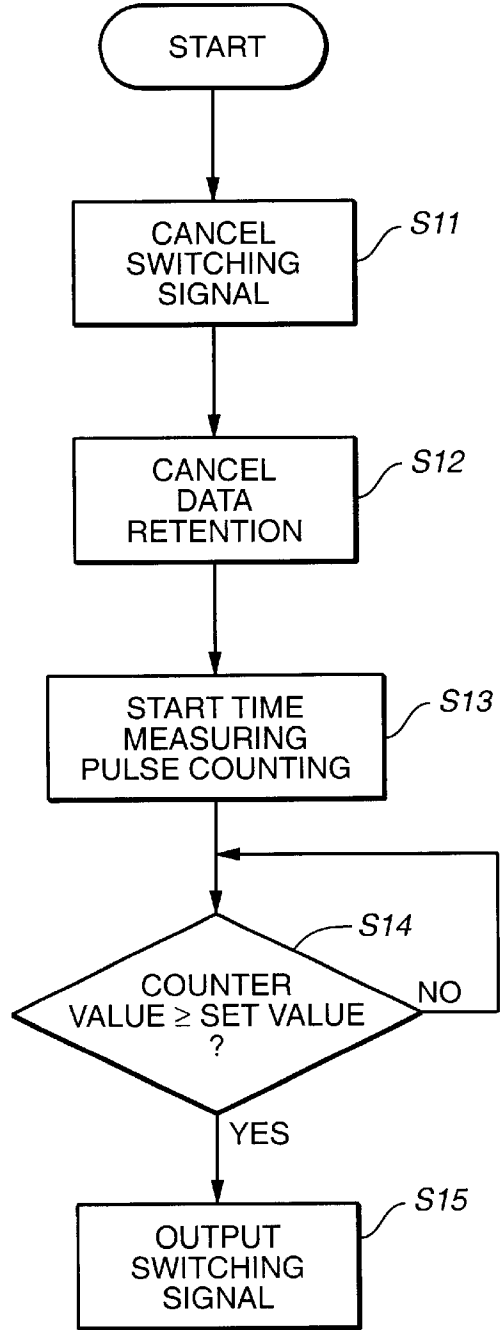 START
S11
CANCEL
SWITCHING
SIGNAL
S12
CANCEL
DATA
RETENTION
S13
START TIME
MEASURING
PULSE COUNTING
S14
COUNTER
VALUE ≥ SET VALUE
?
NO
YES
S15
OUTPUT
SWITCHING
SIGNAL